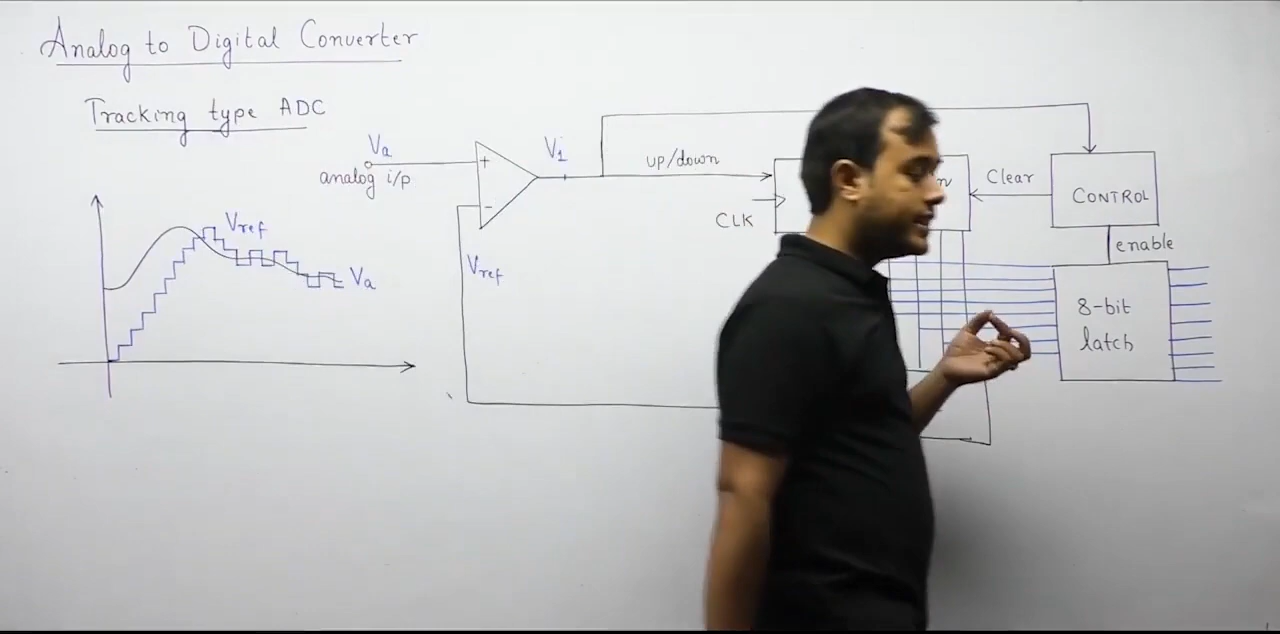 Analog to Digital Converter
Tracking type ADC
Va
analog i/p
+
-
V1
up/down
CLK
Clear
CONTROL
enable
Vref
Va
Vref
8-bit
latch